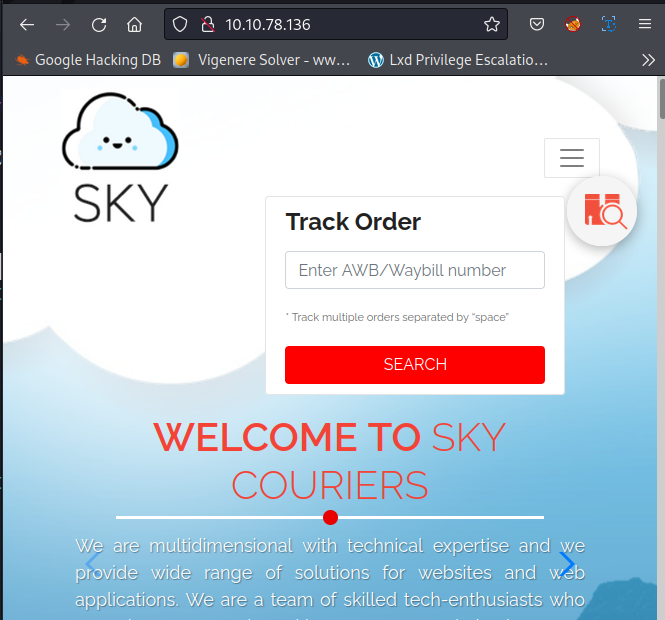 10.10.78.136
Google Hacking DB Vigenere Solver - ww… Lxd Privilege Escalatio…
SKY
Track Order
Enter AWB/Waybill number
* Track multiple orders separated by “space”
SEARCH
WELCOME TO SKY
COURIERS
We are multidimensional with technical expertise and we
provide wide range of solutions for websites and web
applications. We are a team of skilled tech-enthusiasts who